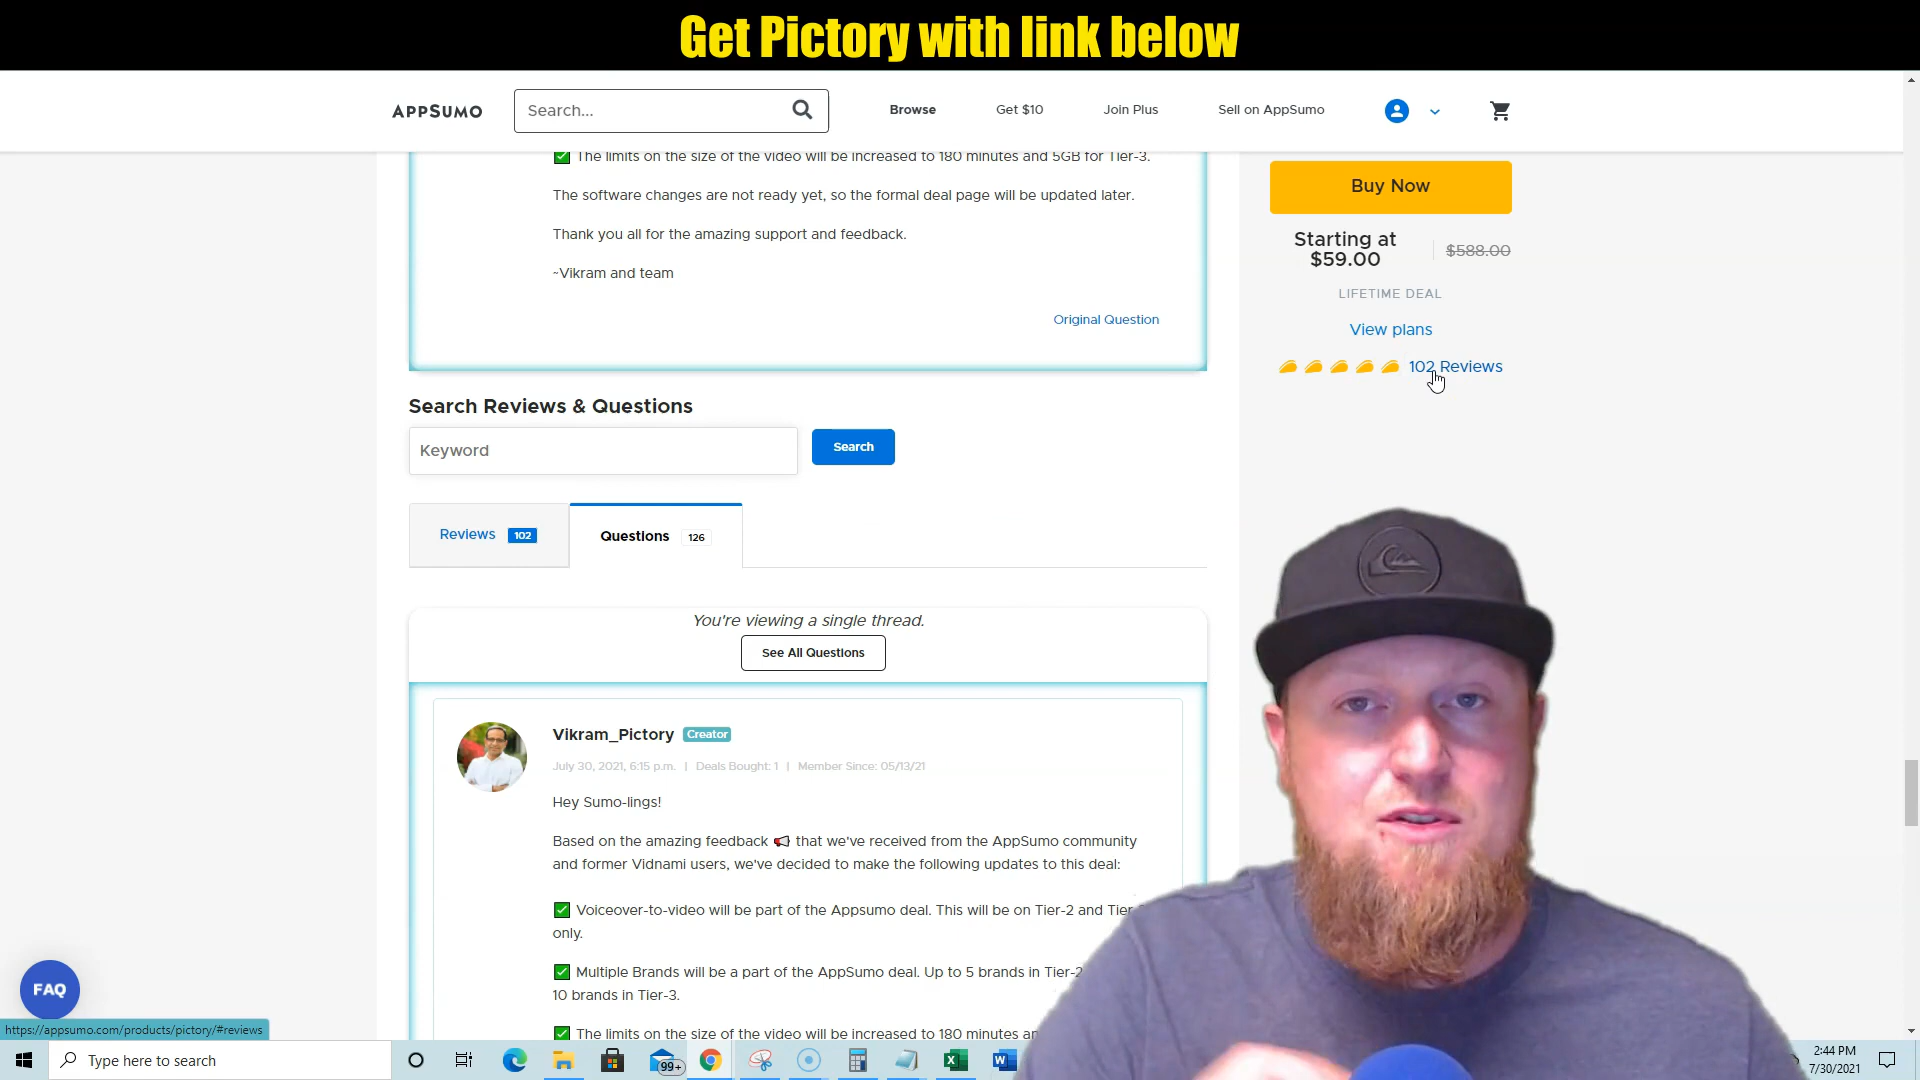 Get Pictory with link below
APPSUMO
Search...
Browse
Get $10
Join Plus
Sell on AppSumo
✅ The limits on the size of the video will be increased to 180 minutes and 5GB for Tier-3.
The software changes are not ready yet, so the formal deal page will be updated later.
Thank you all for the amazing support and feedback.
~Vikram and team
Original Question
Buy Now
Starting at
$59.00
$588.00
LIFETIME DEAL
View plans
102 Reviews
Search Reviews & Questions
Keyword
Search
Reviews 102
Questions 126
You're viewing a single thread.
See All Questions
Vikram_Pictory Creator
July 30, 2021, 6:15 p.m. | Deals Bought: 1 | Member Since: 05/13/21
Hey Sumo-lings!
Based on the amazing feedback 📢 that we've received from the AppSumo community
and former Vidnami users, we've decided to make the following updates to this deal:
✅ Voiceover-to-video will be part of the Appsumo deal. This will be on Tier-2 and
only.
✅ Multiple Brands will be a part of the AppSumo deal. Up to 5 brands in Tier-2
10 brands in Tier-3.
✅ The limits on the size of the video will be increased to 180 minutes
FAQ
https://appsumo.com/products/pictory/#reviews
Type here to search
99+
2:44 PM
7/30/2021